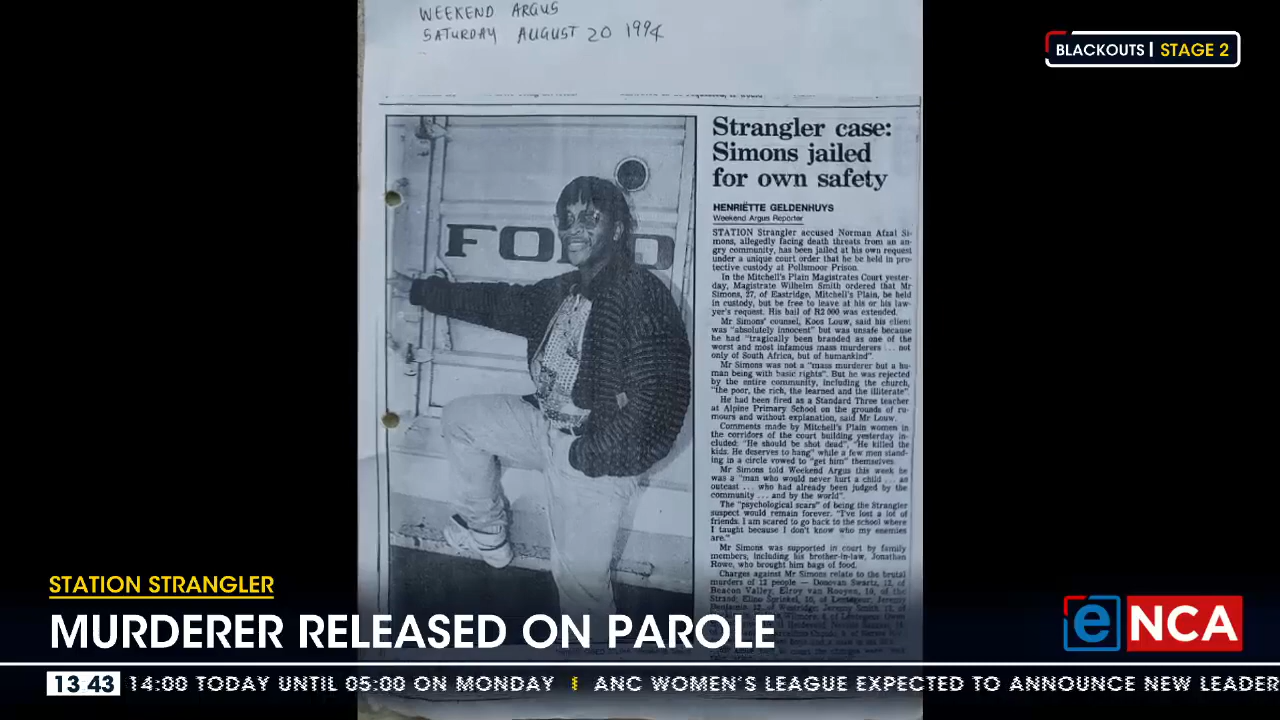 WEEKEND ARGUS
SATURDAY AUGUST 20 1994
BLACKOUTS | STAGE 2
FO D
Strangler case:
Simons jailed
for own safety
HENRIËTTE GELDENHUYS
Weekend Argus Reporter
STATION Strangler accused Norman Afzal Si-
mons, allegedly facing death threats from an an-
gry community, has been jailed at his own request
under a unique court order that he be held in pro-
tective custody at Pollsmoor Prison.
In the Mitchell's Plain Magistrates Court yester-
day, Magistrate Wilhelm Smith ordered that Mr
Simons, 27, of Eastridge, Mitchell's Plain, be held
in custody, but be free to leave at his or his law-
yer's request. His bail of R2 000 was extended.
Mr Simons' counsel, Koos Louw, said his client
was "absolutely innocent" but was unsafe because
he had "tragically been branded as one of the
worst and most infamous mass murderers ... not
only of South Africa, but of humankind".
Mr Simons was not a "mass murderer but a hu-
man being with basic rights". But he was rejected
by the entire community, including the church,
"the poor, the rich, the learned and the illiterate".
He had been fired as a Standard Three teacher
at Alpine Primary School on the grounds of ru-
mours and without explanation, said Mr Louw.
Comments made by Mitchell's Plain women in
the corridors of the court building yesterday in-
cluded: "He should be shot dead", "He killed the
kids. He deserves to hang" while a few men stand-
ing in a circle vowed to "get him" themselves.
Mr Simons told Weekend Argus this week he
was a "man who would never hurt a child ... an
outcast ... who had already been judged by the
community ... and by the world".
The "psychological scars" of being the Strangler
suspect would remain forever. "I've lost a lot of
friends. I am scared to go back to the school where
I taught because I don't know who my enemies
are."
Mr Simons was supported in court by family
members, including his brother-in-law, Jonathan
Rowe, who brought him bags of food.
Charges against Mr Simons relate to the brutal
murders of 12 people — Donovan Swartz, 12, of
Beacon Valley, Elroy van Rooyen, 10, of the
Strand;
STATION STRANGLER
MURDERER RELEASED ON PAROLE
eNCA
13:43 14:00 TODAY UNTIL 05:00 ON MONDAY ANC WOMEN'S LEAGUE EXPECTED TO ANNOUNCE NEW LEADER